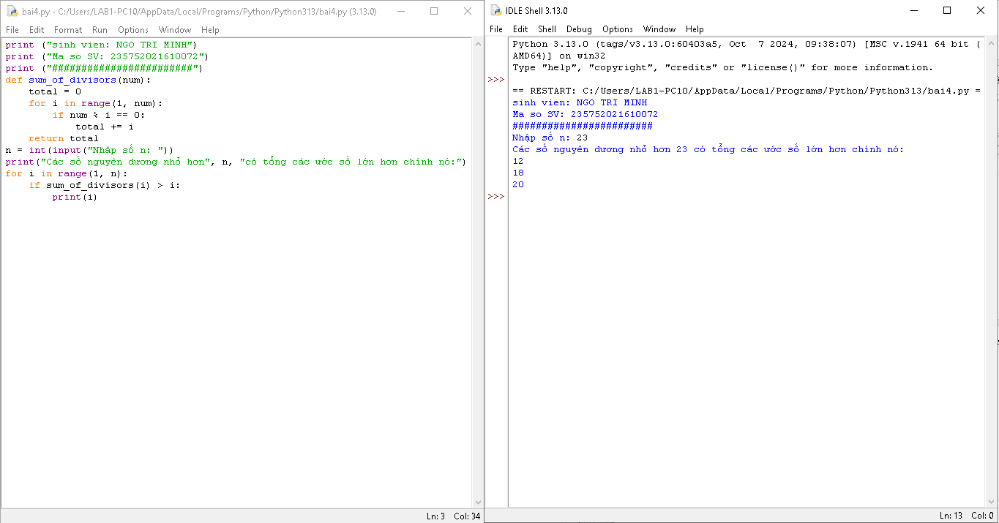 bai4.py - C:/Users/LAB1-PC10/AppData/Local/Programs/Python/Python313/bai4.py (3.13.0)
File Edit Format Run Options Window Help
print ("sinh vien: NGO TRI MINH")
print ("Ma so SV: 235752021610072")
print ("########################")
def sum_of_divisors(num):
    total = 0
    for i in range(1, num):
        if num % i == 0:
            total += i
    return total
n = int(input("Nhập số n: "))
print("Các số nguyên dương nhỏ hơn", n, "có tổng các ước số lớn hơn chính nó:")
for i in range(1, n):
    if sum_of_divisors(i) > i:
        print(i)
Ln: 3 Col: 34
IDLE Shell 3.13.0
File Edit Shell Debug Options Window Help
Python 3.13.0 (tags/v3.13.0:60403a5, Oct  7 2024, 09:38:07) [MSC v.1941 64 bit (
AMD64)] on win32
Type "help", "copyright", "credits" or "license()" for more information.
>>>
== RESTART: C:/Users/LAB1-PC10/AppData/Local/Programs/Python/Python313/bai4.py =
sinh vien: NGO TRI MINH
Ma so SV: 235752021610072
########################
Nhập số n: 23
Các số nguyên dương nhỏ hơn 23 có tổng các ước số lớn hơn chính nó:
12
18
20
>>>
Ln: 13 Col: 0